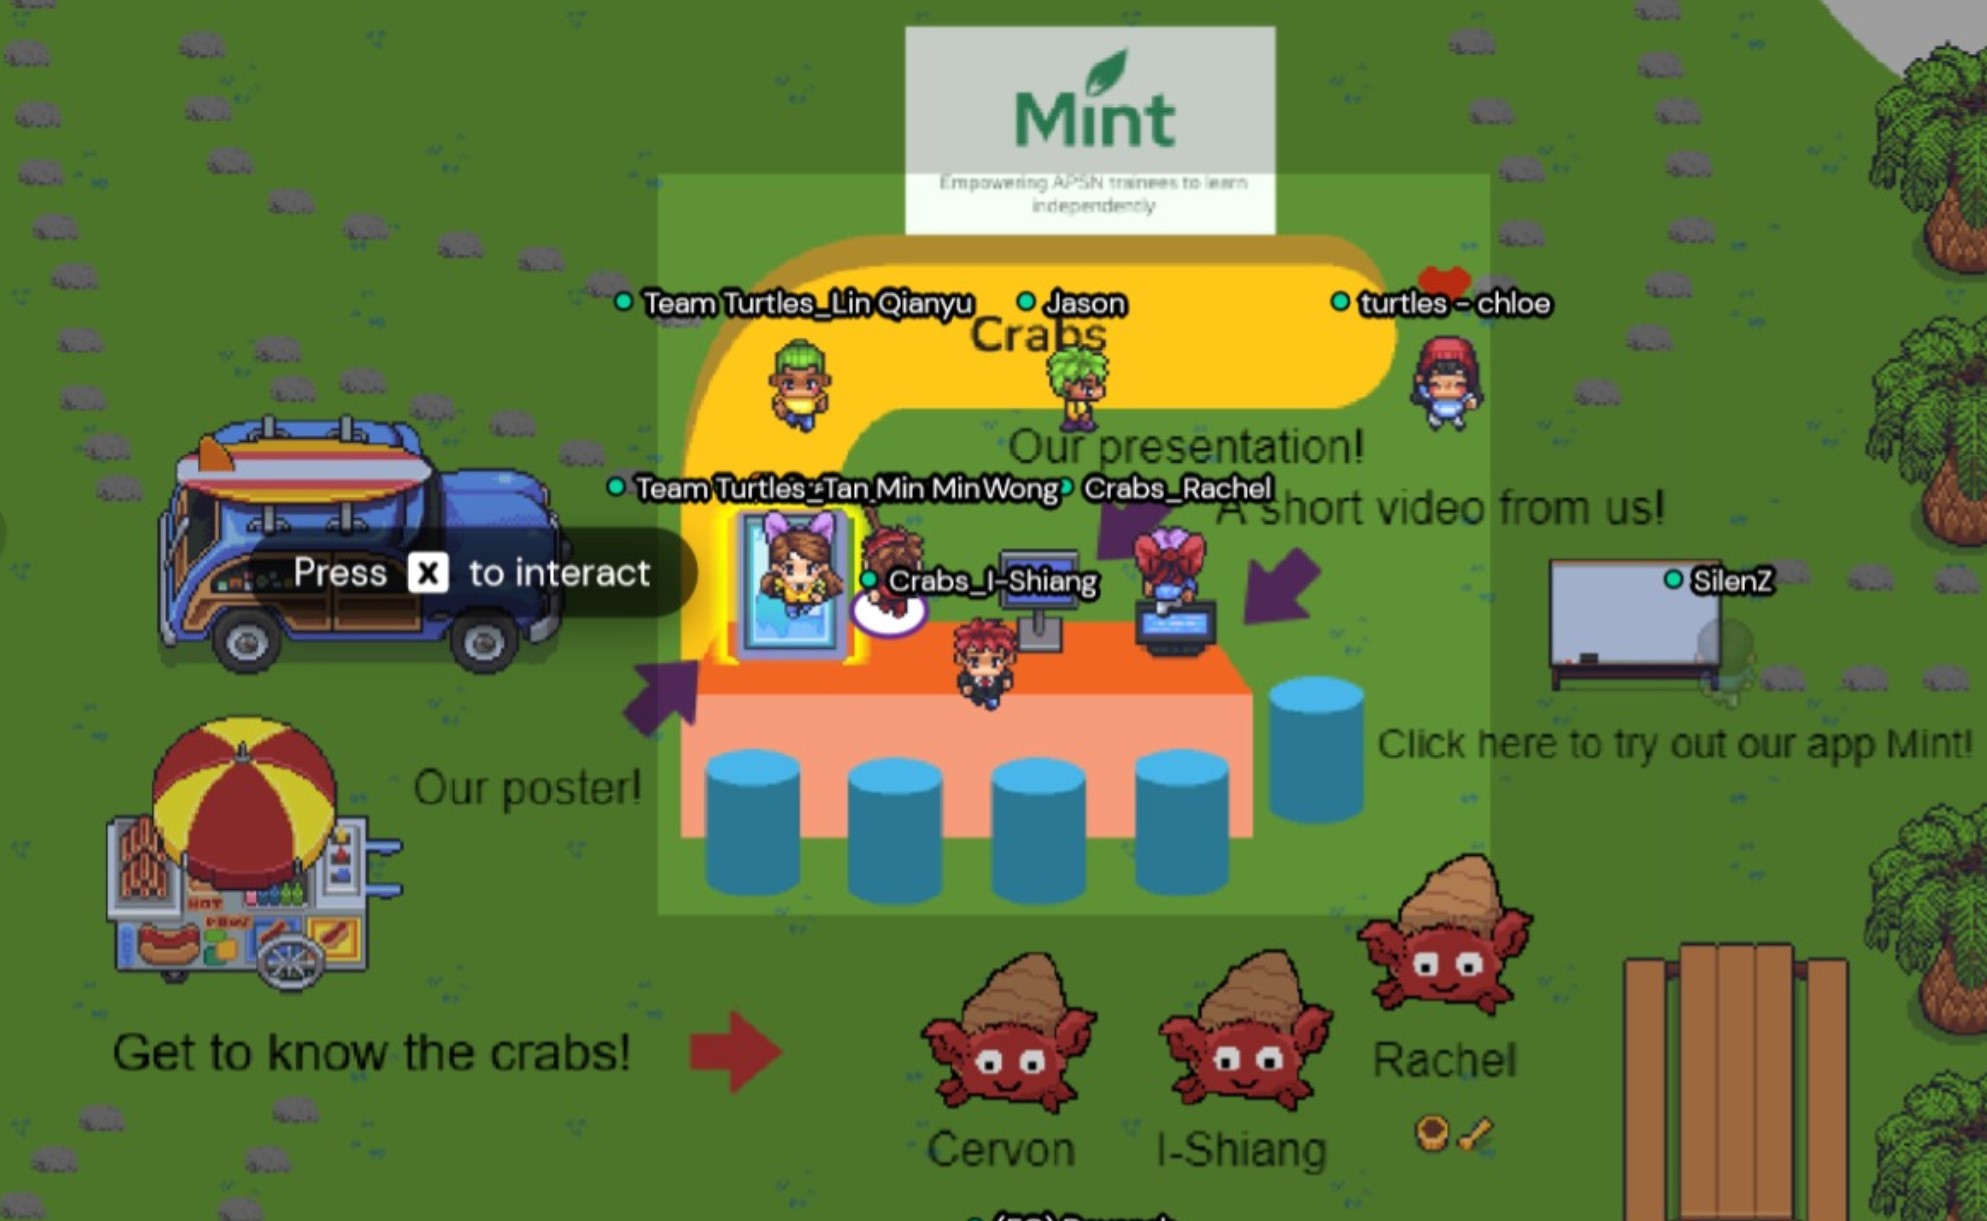 Mint
Empowering APSN trainees to learn
independently
Team Turtles_Lin Qianyu
Jason
turtles - chloe
Crabs
Our presentation!
Team Turtles_Tan Min Min
Wong
Crabs_Rachel
A short video from us!
Press X to interact
Crabs_I-Shiang
SilenZ
Click here to try out our app Mint!
Our poster!
HOT
Get to know the crabs!
Rachel
Cervon
I-Shiang